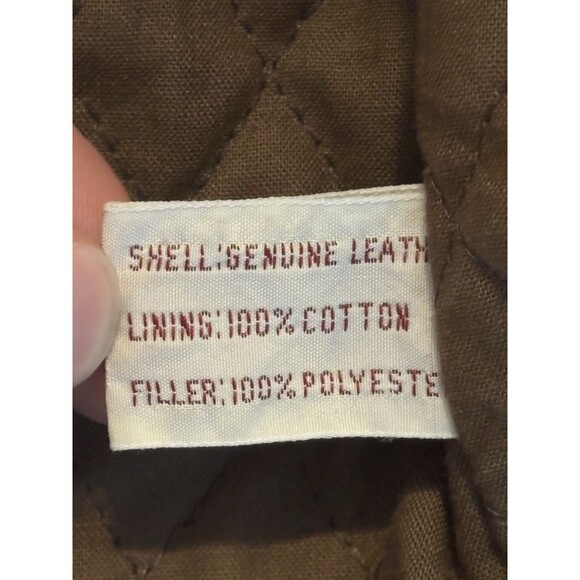 SHELL:GENUINE LEATH
LINING:100% COTTON
FILLER:100% POLYESTE